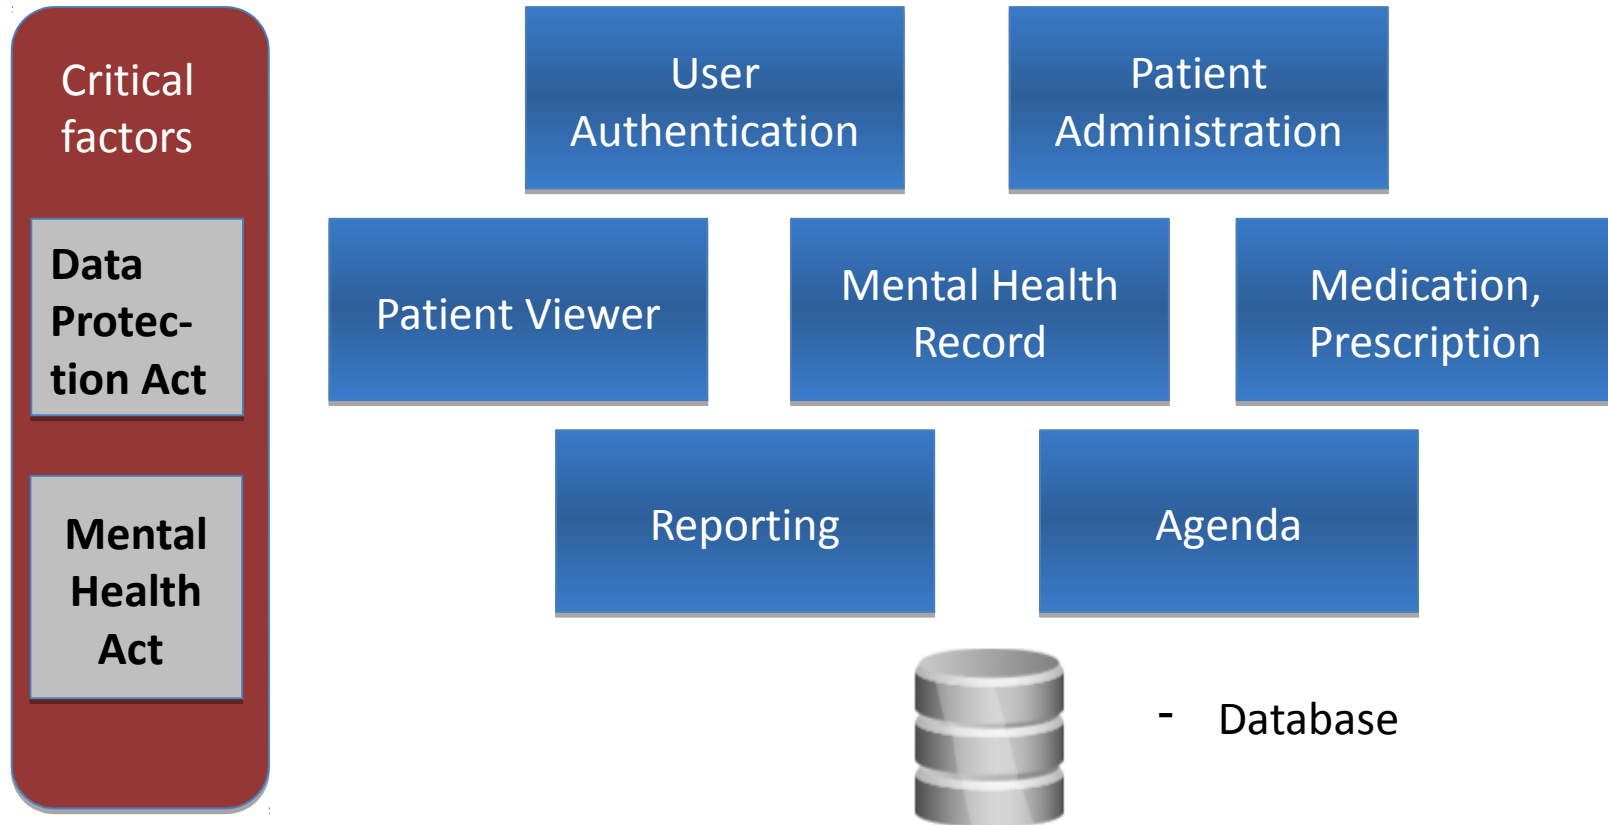 Critical
factors
Data
Protec-
tion Act
Mental
Health
Act
User
Authentication
Patient
Administration
Patient Viewer
Mental Health
Record
Medication,
Prescription
Reporting
Agenda
- Database